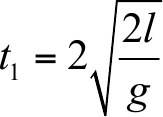 t₁ = 2√(2l/g)